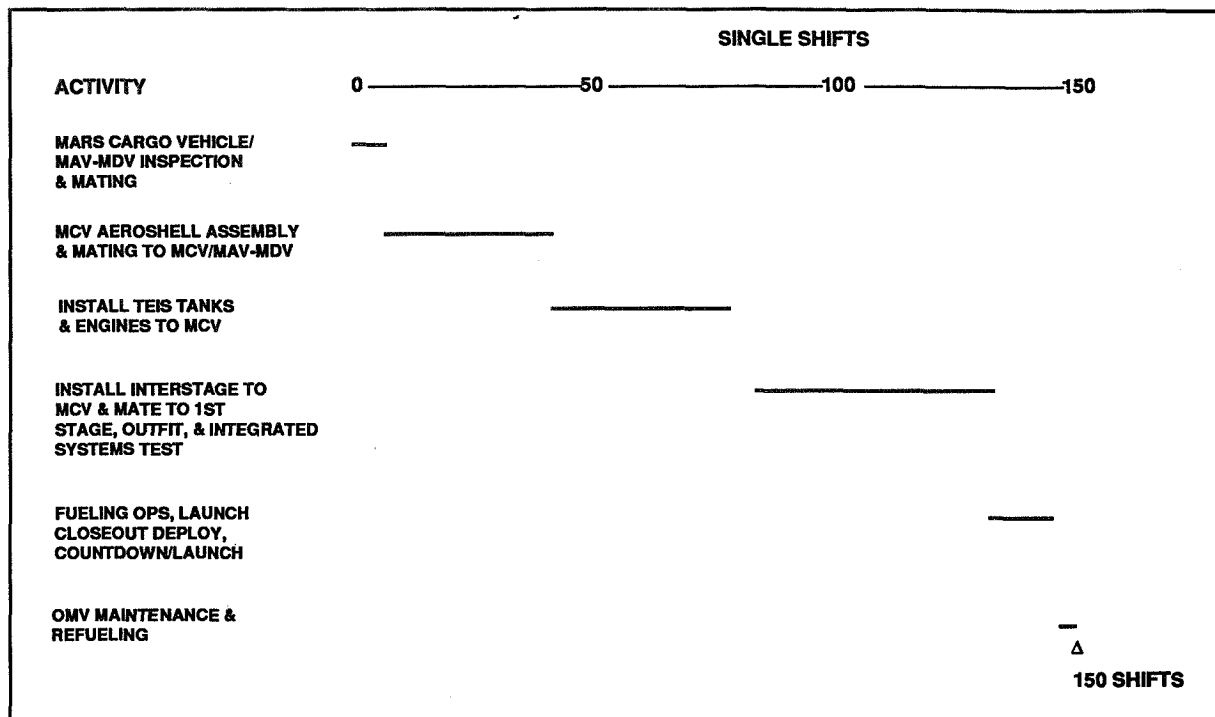 SINGLE SHIFTS
ACTIVITY 0 50 100 150
MARS CARGO VEHICLE/
MAV-MDV INSPECTION
& MATING
MCV AEROSHELL ASSEMBLY
& MATING TO MCV/MAV-MDV
INSTALL TEIS TANKS
& ENGINES TO MCV
INSTALL INTERSTAGE TO
MCV & MATE TO 1ST
STAGE, OUTFIT, & INTEGRATED
SYSTEMS TEST
FUELING OPS, LAUNCH
CLOSEOUT DEPLOY,
COUNTDOWN/LAUNCH
OMV MAINTENANCE &
REFUELING
Δ
150 SHIFTS